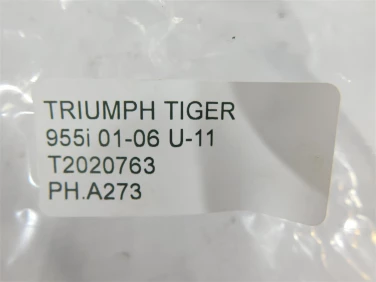 TRIUMPH TIGER
955i 01-06 U-11
T2020763
PH.A273